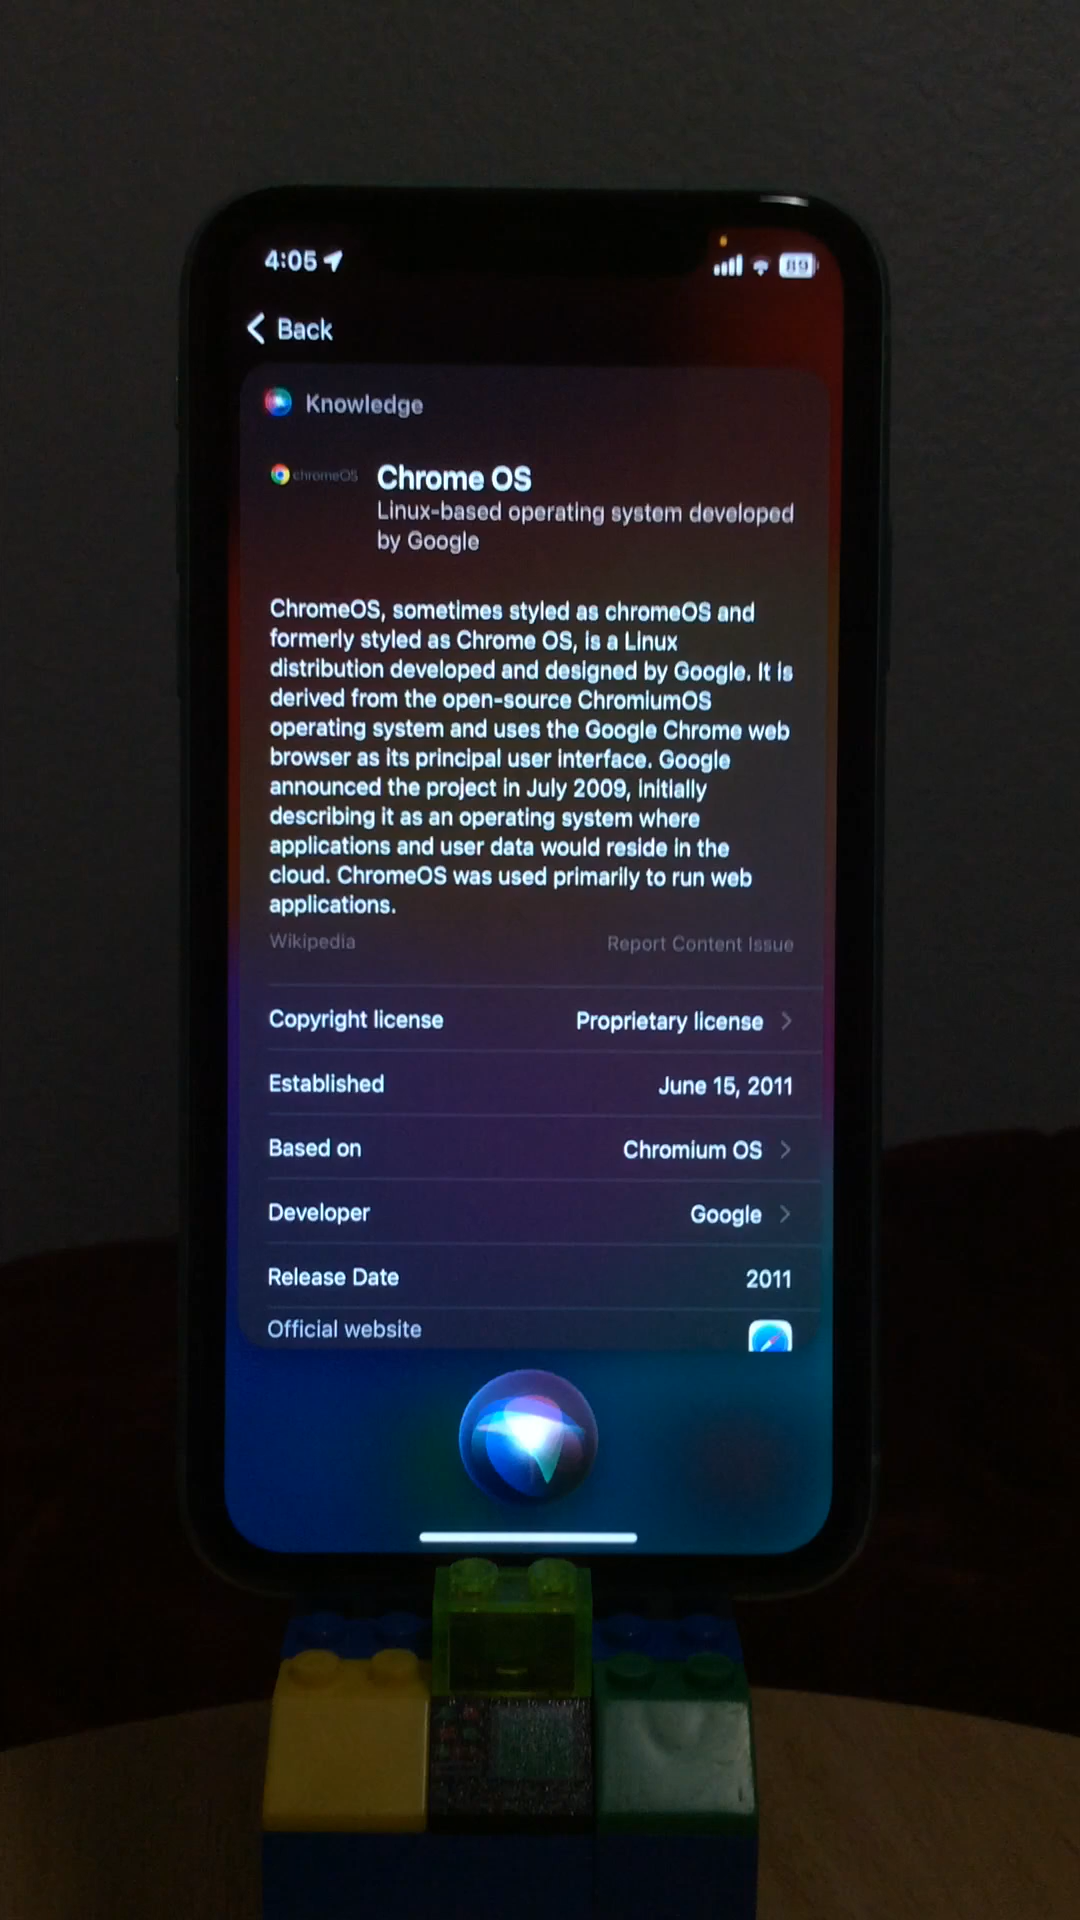 4:05
89
Back
Knowledge
chromeOS
Chrome OS
Linux-based operating system developed
by Google
ChromeOS, sometimes styled as chromeOS and
formerly styled as Chrome OS, is a Linux
distribution developed and designed by Google. It is
derived from the open-source ChromiumOS
operating system and uses the Google Chrome web
browser as its principal user interface. Google
announced the project in July 2009, initially
describing it as an operating system where
applications and user data would reside in the
cloud. ChromeOS was used primarily to run web
applications.
Wikipedia Report Content Issue
Copyright license Proprietary license
Established June 15, 2011
Based on Chromium OS
Developer Google
Release Date 2011
Official website